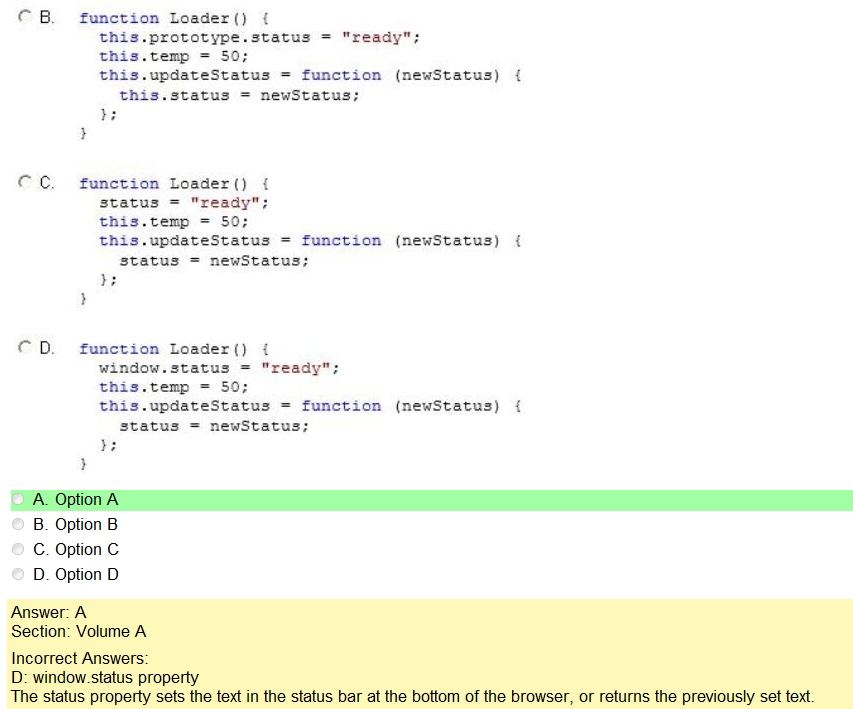 B. function Loader() {
this.prototype.status = "ready";
this.temp = 50;
this.updateStatus = function (newStatus) {
this.status = newStatus;
};
}
C. function Loader() {
status = "ready";
this.temp = 50;
this.updateStatus = function (newStatus) {
status = newStatus;
};
}
D. function Loader() {
window.status = "ready";
this.temp = 50;
this.updateStatus = function (newStatus) {
status = newStatus;
};
}
A. Option A
B. Option B
C. Option C
D. Option D
Answer: A
Section: Volume A
Incorrect Answers:
D: window.status property
The status property sets the text in the status bar at the bottom of the browser, or returns the previously set text.